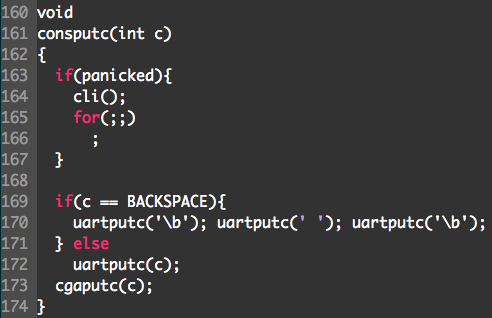 160 void
161 consputc(int c)
162 {
163   if(panicked){
164     cli();
165     for(;;)
166       ;
167   }
168
169   if(c == BACKSPACE){
170     uartputc('\b'); uartputc(' '); uartputc('\b');
171   } else
172     uartputc(c);
173   cgaputc(c);
174 }